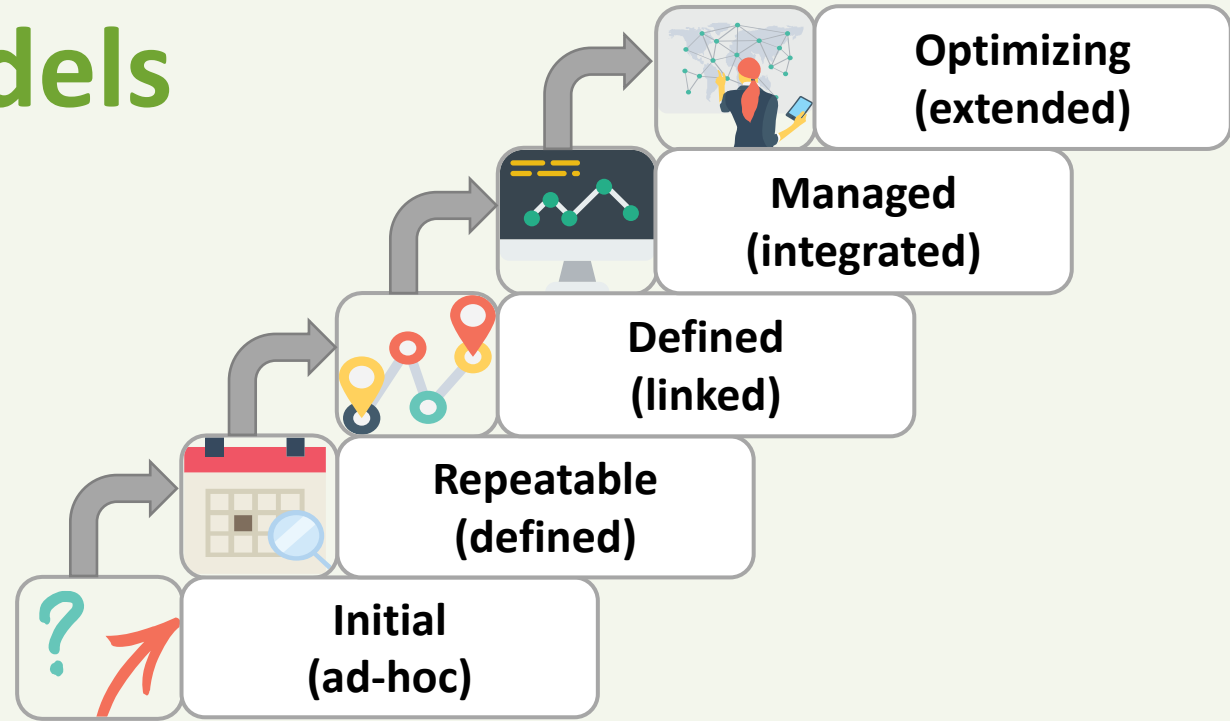 dels
Optimizing
(extended)
Managed
(integrated)
Defined
(linked)
Repeatable
(defined)
?
Initial
(ad-hoc)